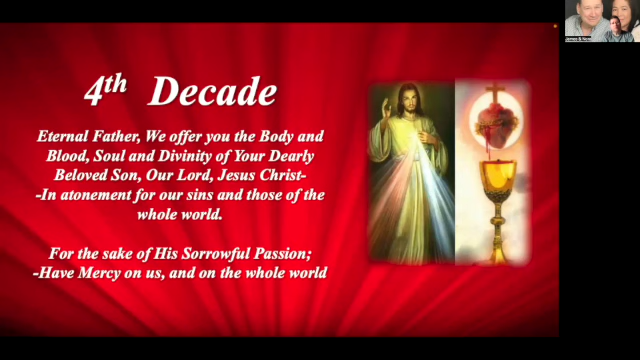 4th Decade
Eternal Father, We offer you the Body and
Blood, Soul and Divinity of Your Dearly
Beloved Son, Our Lord, Jesus Christ-
-In atonement for our sins and those of the
whole world.
For the sake of His Sorrowful Passion;
-Have Mercy on us, and on the whole world